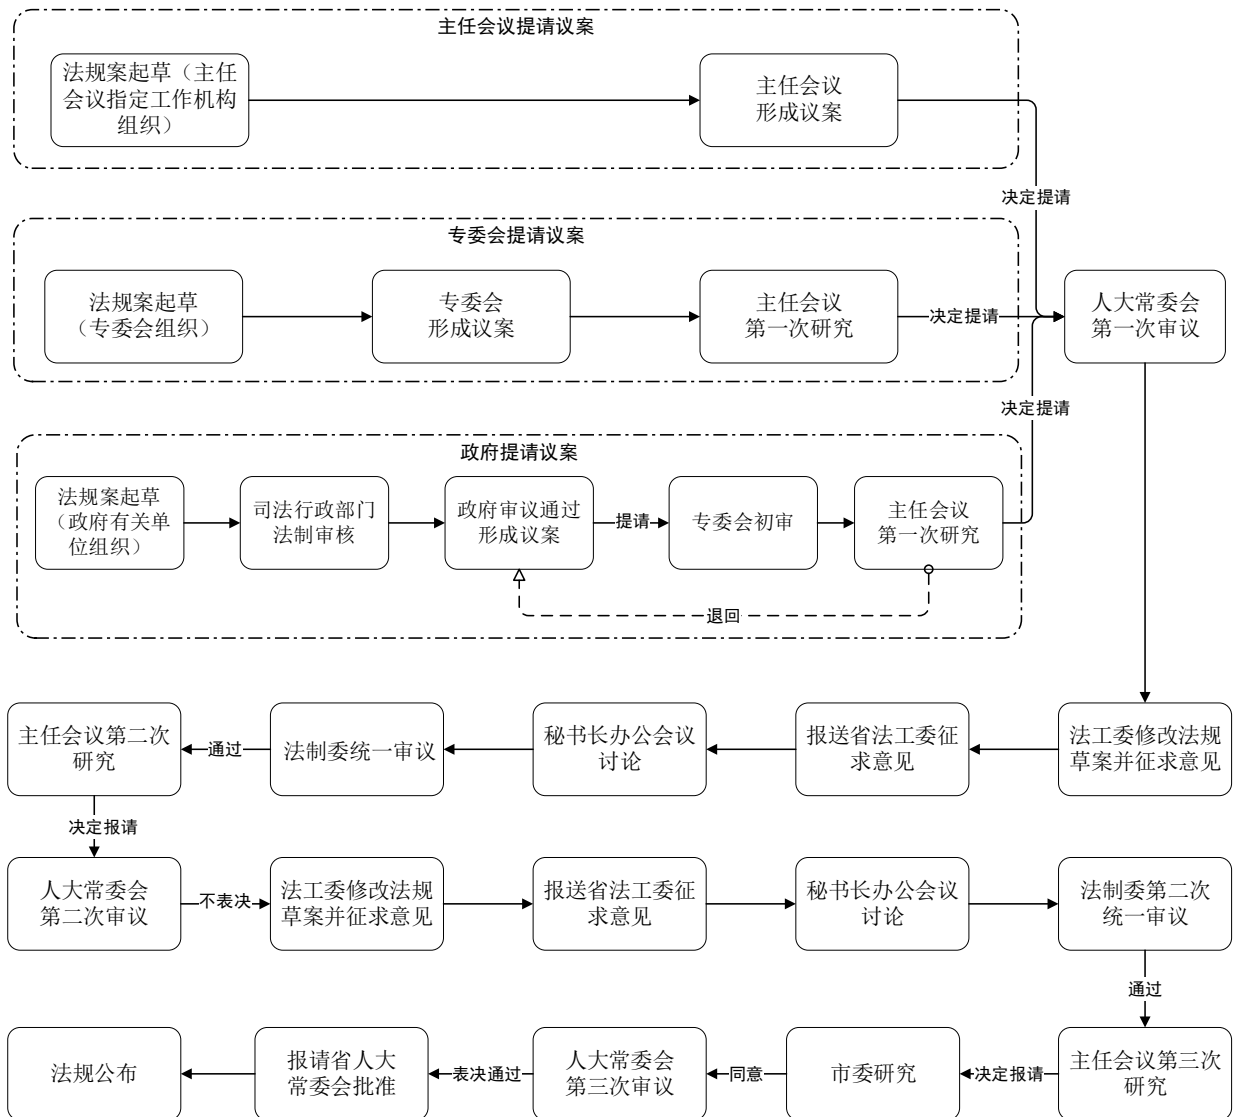 主任会议提请议案
法规案起草（主任
会议指定工作机构
组织）
主任会议
形成议案
决定提请
专委会提请议案
法规案起草
（专委会组织）
专委会
形成议案
主任会议
第一次研究
决定提请
人大常委会
第一次审议
决定提请
政府提请议案
法规案起草
（政府有关单
位组织）
司法行政部门
法制审核
政府审议通过
形成议案
提请
专委会初审
主任会议
第一次研究
退回
主任会议第二次
研究
通过
法制委统一审议
秘书长办公会议
讨论
报送省法工委征
求意见
法工委修改法规
草案并征求意见
决定报请
人大常委会
第二次审议
不表决
法工委修改法规
草案并征求意见
报送省法工委征
求意见
秘书长办公会议
讨论
法制委第二次
统一审议
通过
法规公布
报请省人大
常委会批准
表决通过
人大常委会
第三次审议
同意
市委研究
决定报请
主任会议第三次
研究